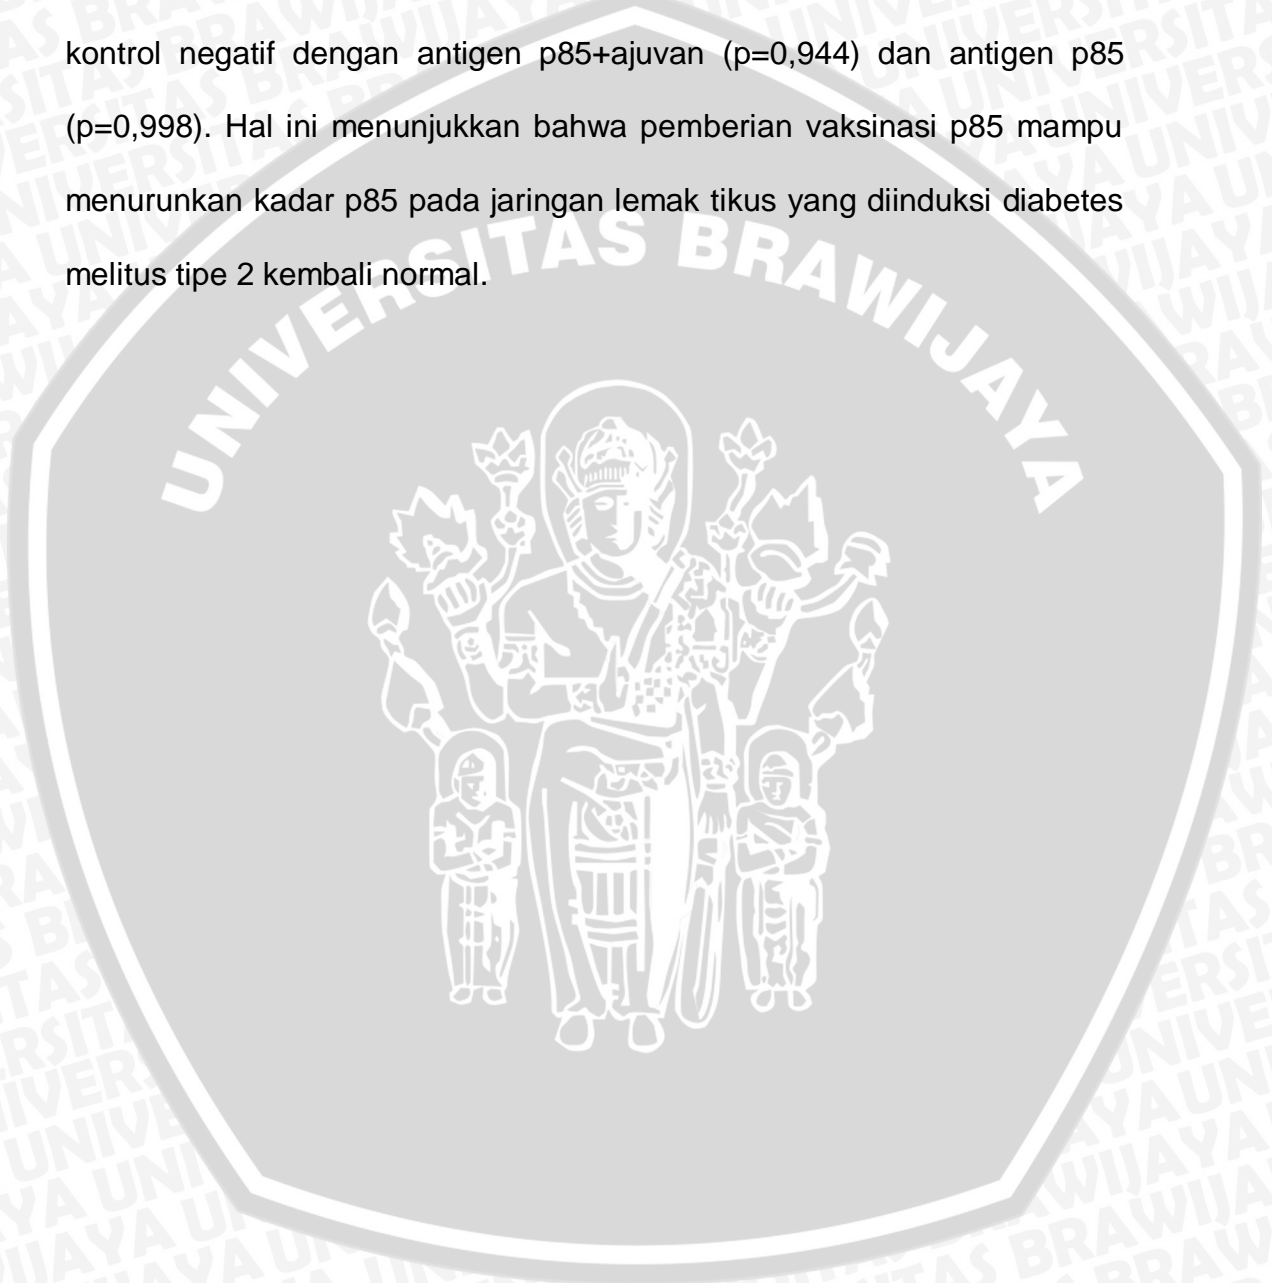 kontrol negatif dengan antigen p85+ajuvan (p=0,944) dan antigen p85
(p=0,998). Hal ini menunjukkan bahwa pemberian vaksinasi p85 mampu
menurunkan kadar p85 pada jaringan lemak tikus yang diinduksi diabetes
melitus tipe 2 kembali normal.
UNIVERSITAS BRAWIJAYA